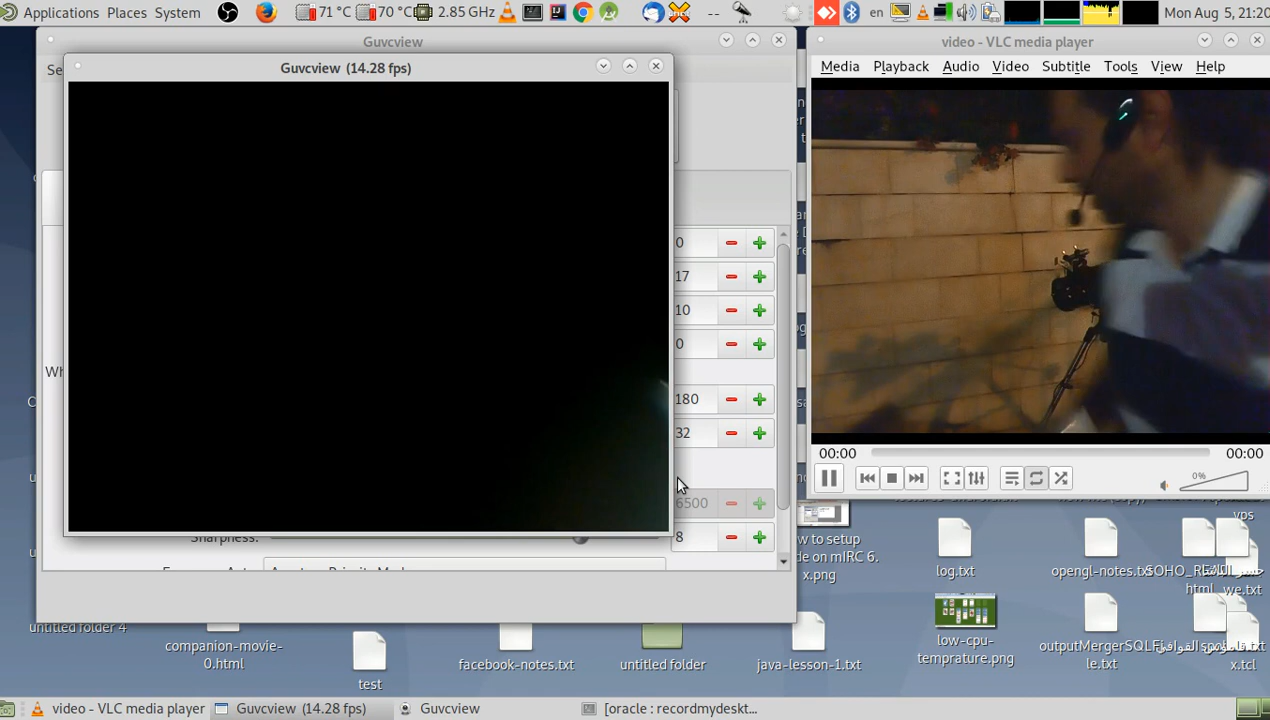 Applications Places System
71 °C
70 °C
2.85 GHz
--
en
Mon Aug 5, 21:20
Guvcview
Guvcview (14.28 fps)
video - VLC media player
Media Playback Audio Video Subtitle Tools View Help
Se
0
17
10
0
Wh
180
32
6500
Sharpness:
8
00:00
00:00
0%
vps
w to setup
de on mIRC 6.
x.png
log.txt
opengl-notes.txt
untitled folder 4
companion-movie-
0.html
test
facebook-notes.txt
untitled folder
java-lesson-1.txt
low-cpu-
temprature.png
outputMergerSQLFi
le.txt
x.tcl
video - VLC media player
Guvcview (14.28 fps)
Guvcview
[oracle : recordmydeskt...